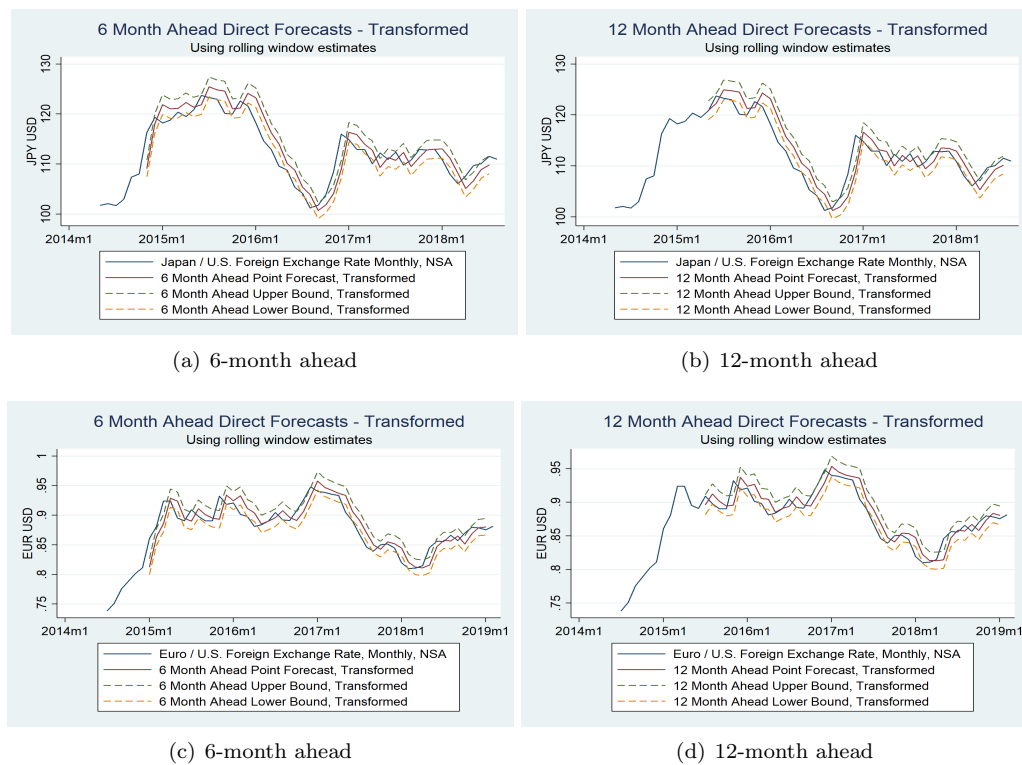 6 Month Ahead Direct Forecasts - Transformed
Using rolling window estimates
JPY USD
130
120
110
100
2014m1 2015m1 2016m1 2017m1 2018m1
Japan / U.S. Foreign Exchange Rate Monthly, NSA
6 Month Ahead Point Forecast, Transformed
6 Month Ahead Upper Bound, Transformed
6 Month Ahead Lower Bound, Transformed
(a) 6-month ahead
12 Month Ahead Direct Forecasts - Transformed
Using rolling window estimates
JPY USD
130
120
110
100
2014m1 2015m1 2016m1 2017m1 2018m1
Japan / U.S. Foreign Exchange Rate Monthly, NSA
12 Month Ahead Point Forecast, Transformed
12 Month Ahead Upper Bound, Transformed
12 Month Ahead Lower Bound, Transformed
(b) 12-month ahead
6 Month Ahead Direct Forecasts - Transformed
Using rolling window estimates
EUR USD
1
.95
.9
.85
.8
.75
2014m1 2015m1 2016m1 2017m1 2018m1 2019m1
Euro / U.S. Foreign Exchange Rate, Monthly, NSA
6 Month Ahead Point Forecast, Transformed
6 Month Ahead Upper Bound, Transformed
6 Month Ahead Lower Bound, Transformed
(c) 6-month ahead
12 Month Ahead Direct Forecasts - Transformed
Using rolling window estimates
EUR USD
.95
.9
.85
.8
.75
2014m1 2015m1 2016m1 2017m1 2018m1 2019m1
Euro / U.S. Foreign Exchange Rate, Monthly, NSA
12 Month Ahead Point Forecast, Transformed
12 Month Ahead Upper Bound, Transformed
12 Month Ahead Lower Bound, Transformed
(d) 12-month ahead